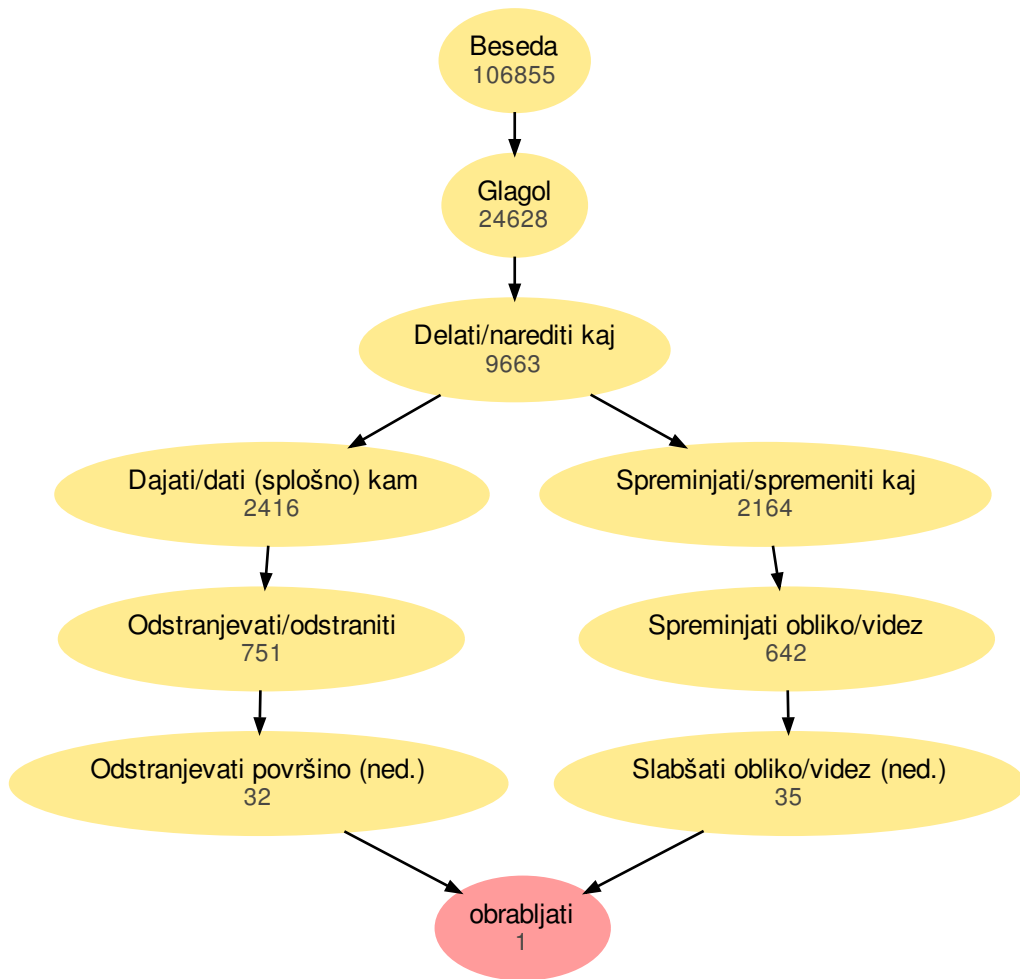 Beseda
106855
Glagol
24628
Delati/narediti kaj
9663
Dajati/dati (splošno) kam
2416
Spreminjati/spremeniti kaj
2164
Odstranjevati/odstraniti
751
Spreminjati obliko/videz
642
Odstranjevati površino (ned.)
32
Slabšati obliko/videz (ned.)
35
obrabljati
1